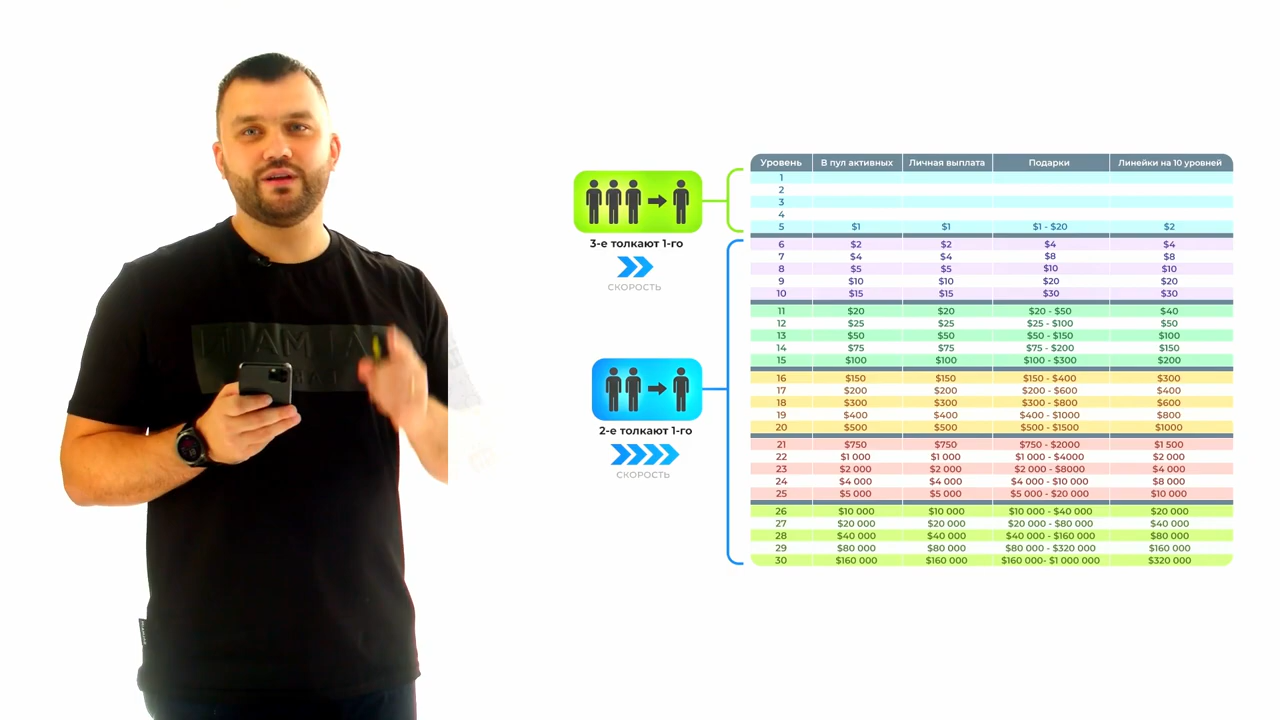 Уровень В пул активных Личная выплата Подарки Линейки на 10 уровней
1
2
3
4
5 $1 $1 $1 - $20 $2
6 $2 $2 $4 $4
7 $4 $4 $8 $8
8 $5 $5 $10 $10
9 $10 $10 $20 $20
10 $15 $15 $30 $30
11 $20 $20 $20 - $50 $40
12 $25 $25 $25 - $100 $50
13 $50 $50 $50 - $150 $100
14 $75 $75 $75 - $200 $150
15 $100 $100 $100 - $300 $200
16 $150 $150 $150 - $400 $300
17 $200 $200 $200 - $600 $400
18 $300 $300 $300 - $800 $600
19 $400 $400 $400 - $1000 $800
20 $500 $500 $500 - $1500 $1000
21 $750 $750 $750 - $2000 $1 500
22 $1 000 $1 000 $1 000 - $4000 $2 000
23 $2 000 $2 000 $2 000 - $8000 $4 000
24 $4 000 $4 000 $4 000 - $10 000 $8 000
25 $5 000 $5 000 $5 000 - $20 000 $10 000
26 $10 000 $10 000 $10 000 - $40 000 $20 000
27 $20 000 $20 000 $20 000 - $80 000 $40 000
28 $40 000 $40 000 $40 000 - $160 000 $80 000
29 $80 000 $80 000 $80 000 - $320 000 $160 000
30 $160 000 $160 000 $160 000- $1 000 000 $320 000
3-е толкают 1-го
СКОРОСТЬ
2-е толкают 1-го
СКОРОСТЬ